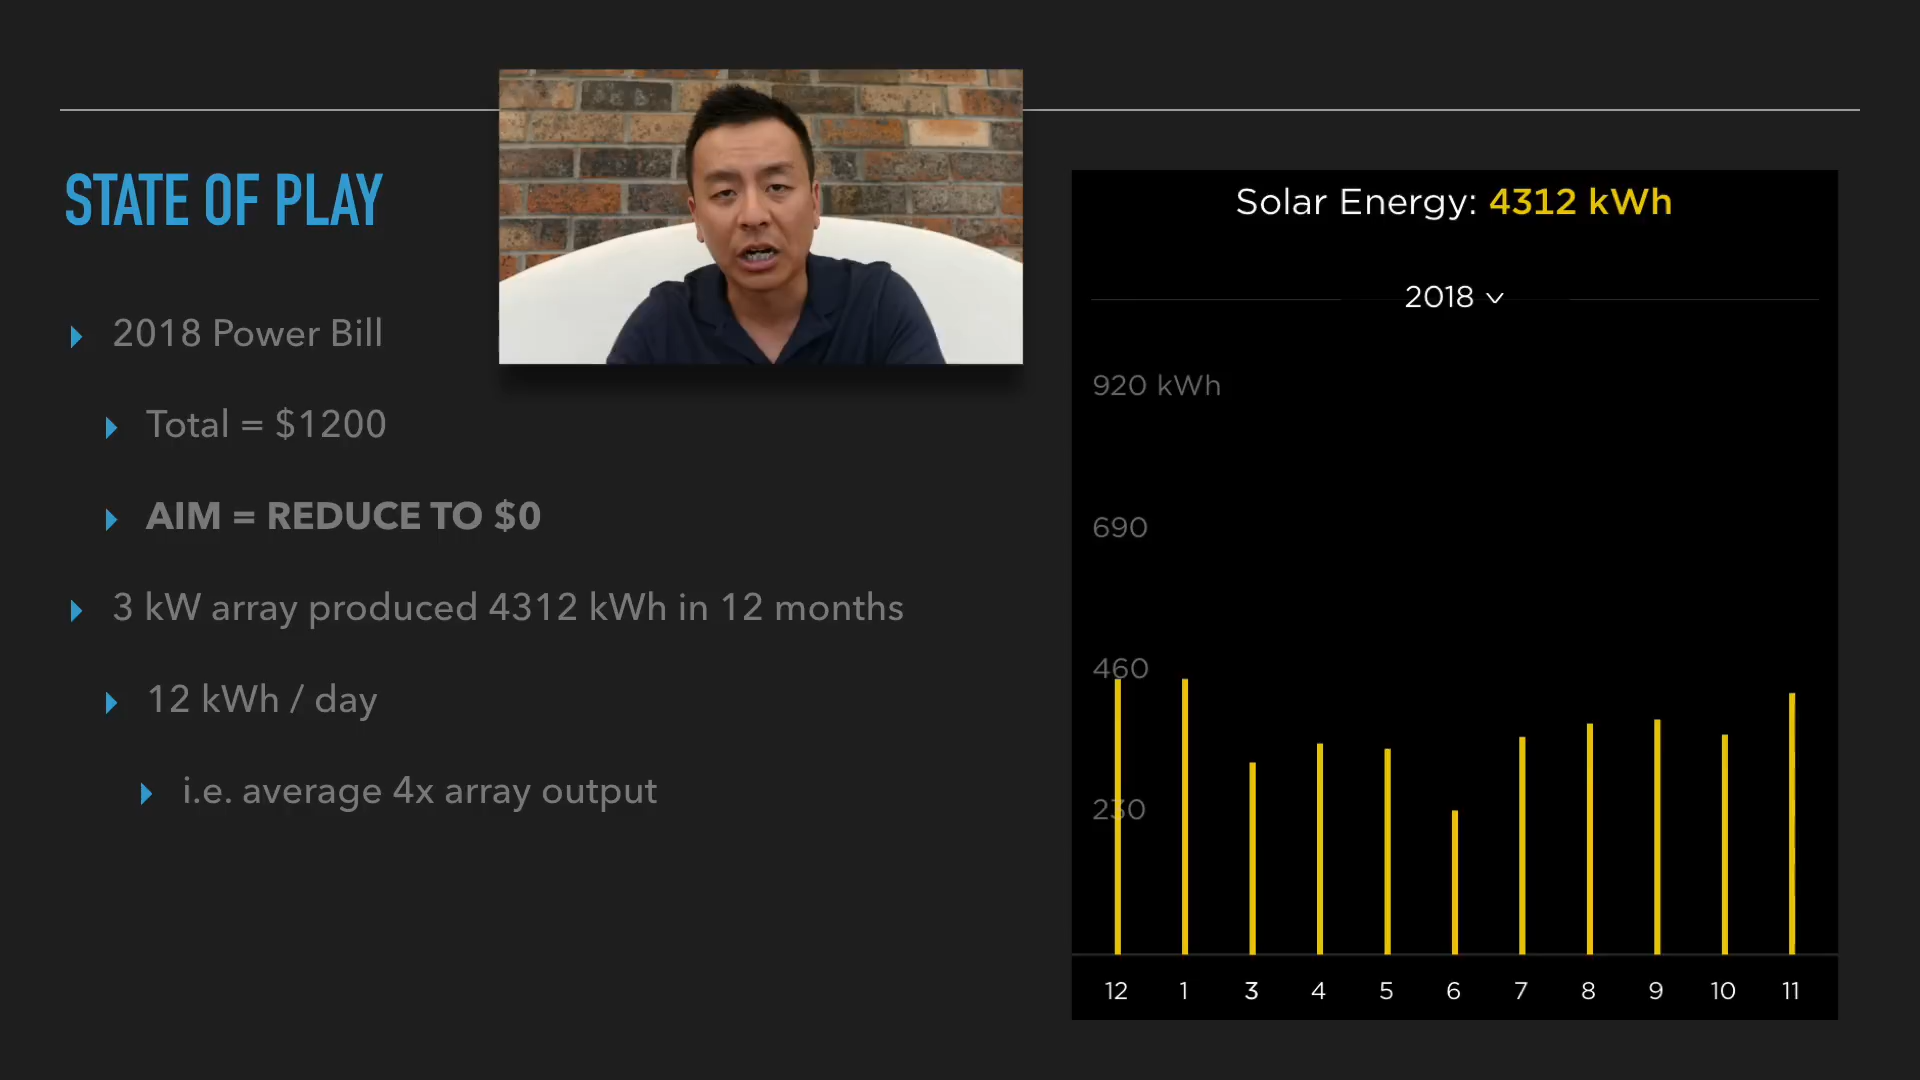 STATE OF PLAY
2018 Power Bill
Total = $1200
AIM = REDUCE TO $0
3 kW array produced 4312 kWh in 12 months
12 kWh / day
i.e. average 4x array output
Solar Energy: 4312 kWh
2018
920 kWh
690
460
230
12 1 3 4 5 6 7 8 9 10 11